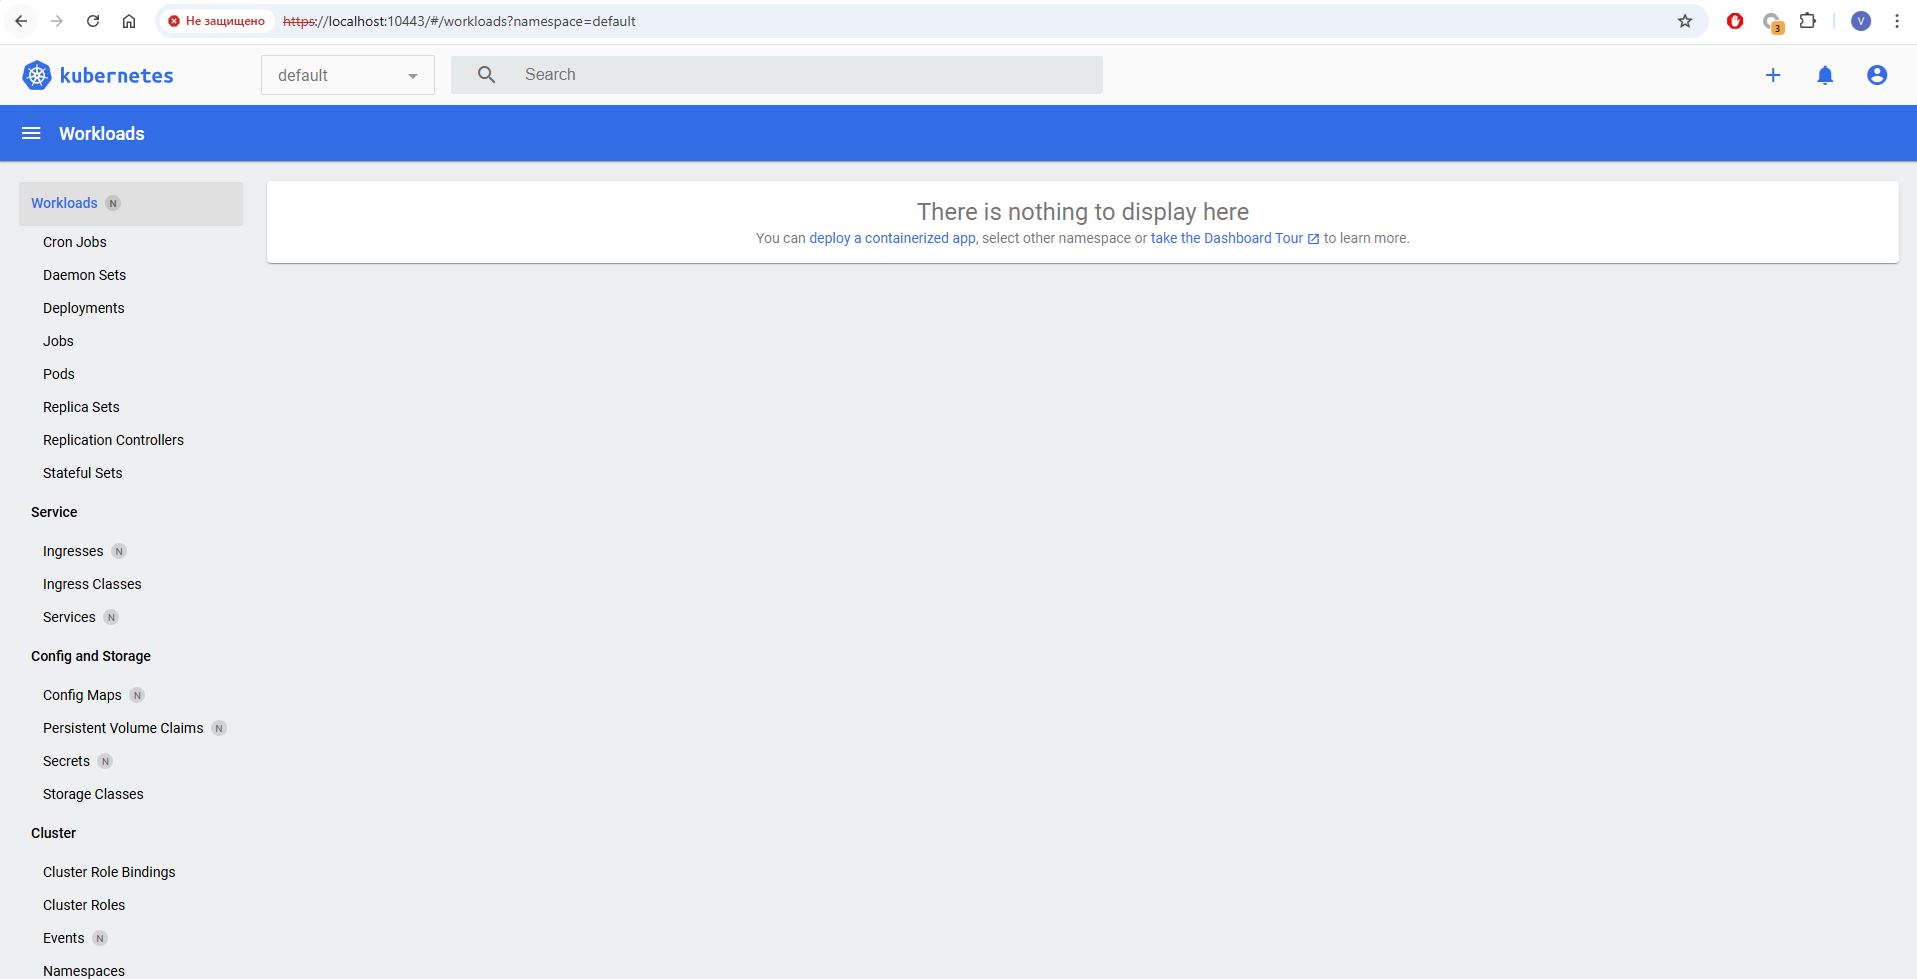 Не защищено https://localhost:10443/#/workloads?namespace=default 3 V
kubernetes default Search
Workloads
Workloads N
Cron Jobs
Daemon Sets
Deployments
Jobs
Pods
Replica Sets
Replication Controllers
Stateful Sets
Service
Ingresses N
Ingress Classes
Services N
Config and Storage
Config Maps N
Persistent Volume Claims N
Secrets N
Storage Classes
Cluster
Cluster Role Bindings
Cluster Roles
Events N
Namespaces
There is nothing to display here
You can deploy a containerized app, select other namespace or take the Dashboard Tour to learn more.